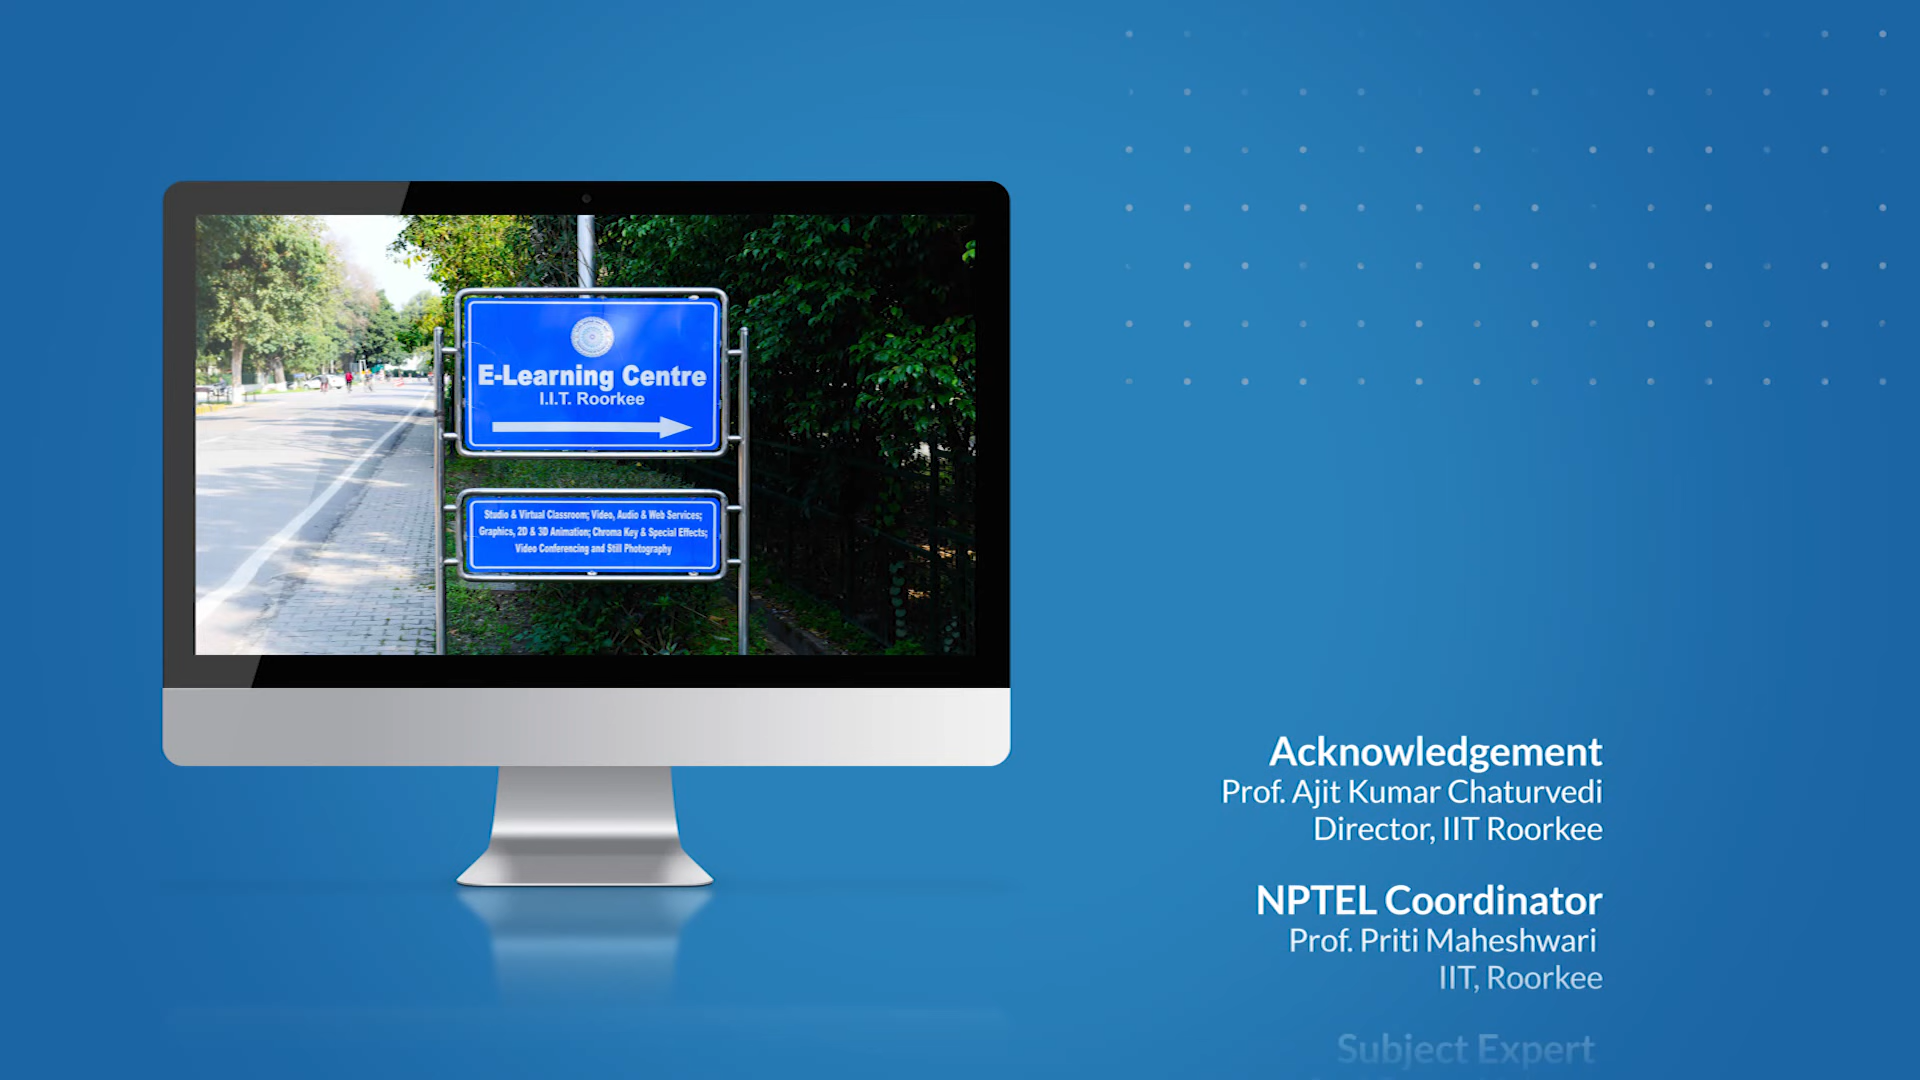 E-Learning Centre
I.I.T. Roorkee
Studio & Virtual Classroom; Video, Audio & Web Services;
Graphics, 2D & 3D Animation; Chroma Key & Special Effects;
Video Conferencing and Still Photography
Acknowledgement
Prof. Ajit Kumar Chaturvedi
Director, IIT Roorkee
NPTEL Coordinator
Prof. Priti Maheshwari
IIT, Roorkee
Subject Expert